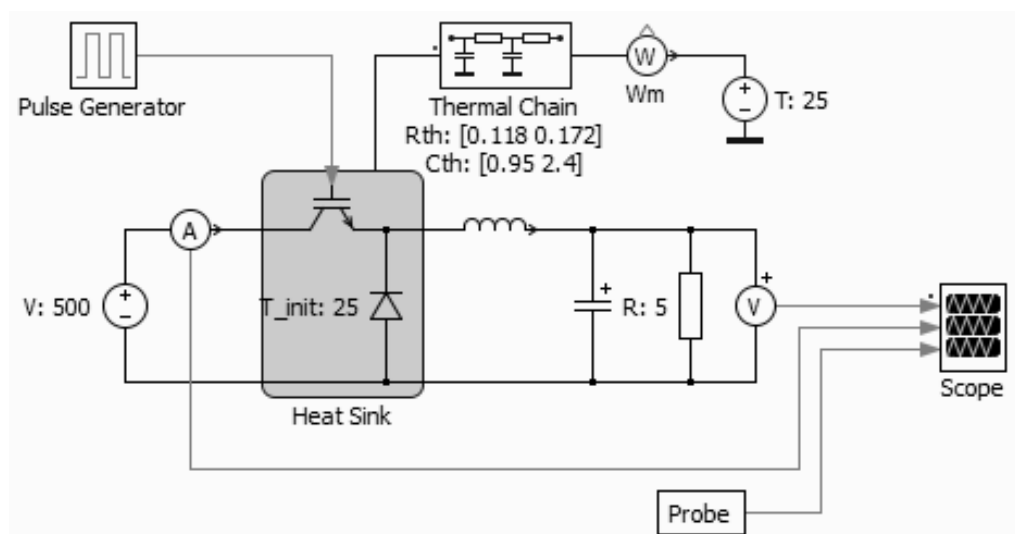 Pulse Generator
Thermal Chain
Rth: [0.118 0.172]
Cth: [0.95 2.4]
W
Wm
T: 25
A
V: 500
T_init: 25
R: 5
V
Heat Sink
Scope
Probe